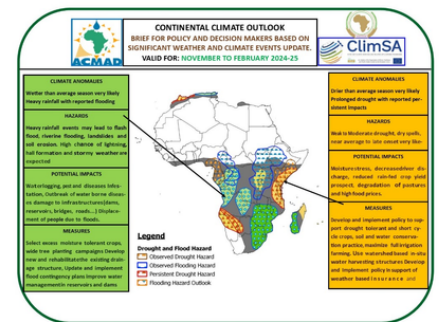 CONTINENTAL CLIMATE OUTLOOK
BRIEF FOR POLICY AND DECISION MAKERS BASED ON
SIGNIFICANT WEATHER AND CLIMATE EVENTS UPDATE.
VALID FOR: NOVEMBER TO FEBRUARY 2024-25
ACMAD
ClimSA
CLIMATE ANOMALIES
Wetter than average season very likely
Heavy rainfall with reported flooding
HAZARDS
Heavy rainfall events may lead to flash
flood, riverine flooding, landslides and
soil erosion. High chance of lightning,
hail formation and stormy weather are
expected
POTENTIAL IMPACTS
Waterlogging, pest and diseases infes-
tation, Outbreak of water borne diseas-
es damage to infrastructures(dams,
reservoirs, bridges, roads...) Displace-
ment of people due to floods.
MEASURES
Select excess moisture tolerant crops,
wide tree planting campaigns Develop
new and rehabilitate the existing drain-
age structure, Update and implement
flood contingency plans Improve water
management in reservoirs and dams
Legend
Drought and Flood Hazard
Observed Drought Hazard
Observed Flooding Hazard
Persistent Drought Hazard
Flooding Hazard Outlook
CLIMATE ANOMALIES
Drier than average season very likely
Prolonged drought with reported per-
sistent impacts
HAZARDS
Weak to Moderate drought, dry spells,
near average to late onset very like-
POTENTIAL IMPACTS
Moisture stress, decreased river dis-
charge, reduced rainfed crop yield
prospect, degradation of pastures
and high food prices.
MEASURES
Develop and implement policy to sup-
port drought tolerant and short cy-
cle crops, soil and water conserva-
tion practice, maximize full irrigation
farming. Use watershed based in-situ
water harvesting structures Develop
and implement policy in support of
weather based insurance and